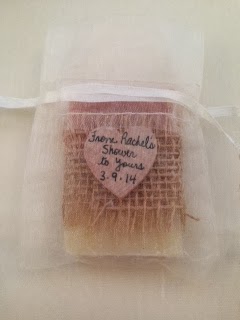 From Rachel's
Shower
to Yours
3.9.14